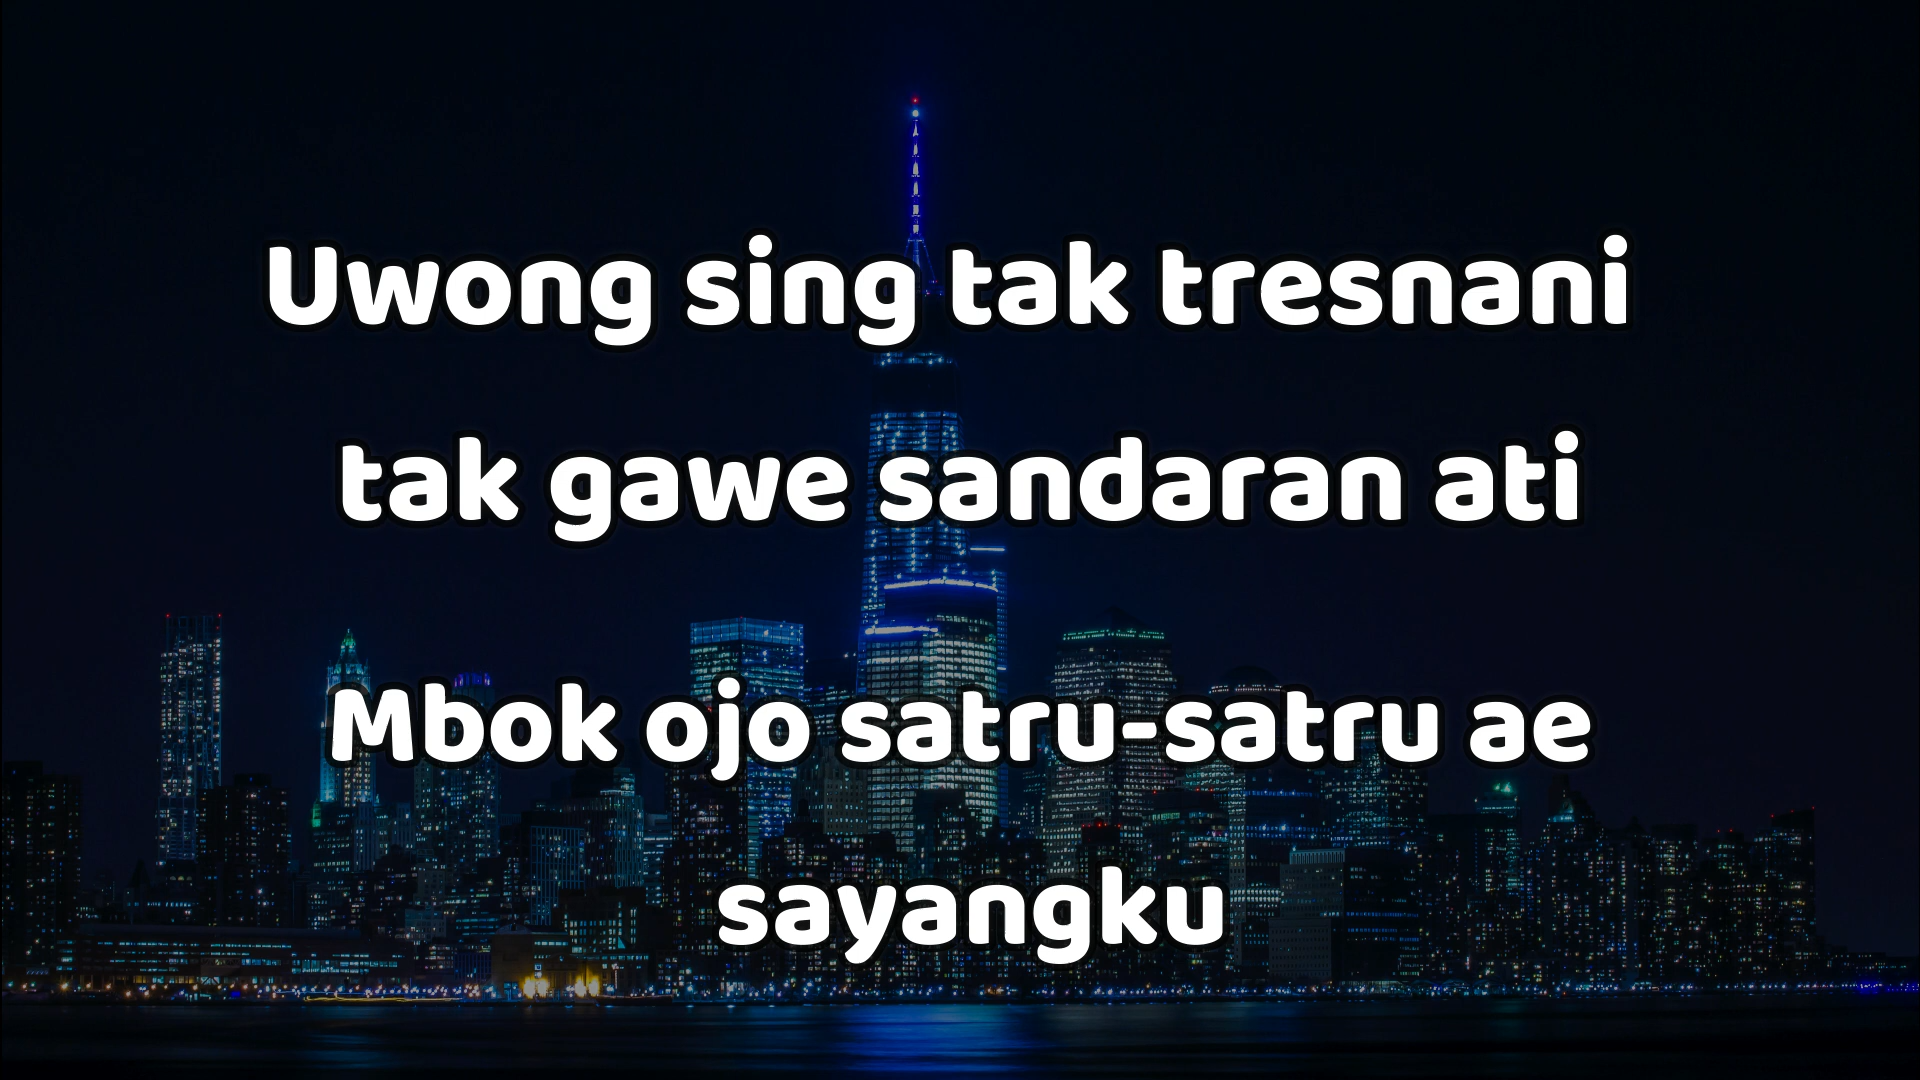 Uwong sing tak tresnani
tak gawe sandaran ati
Mbok ojo satru-satru ae
sayangku